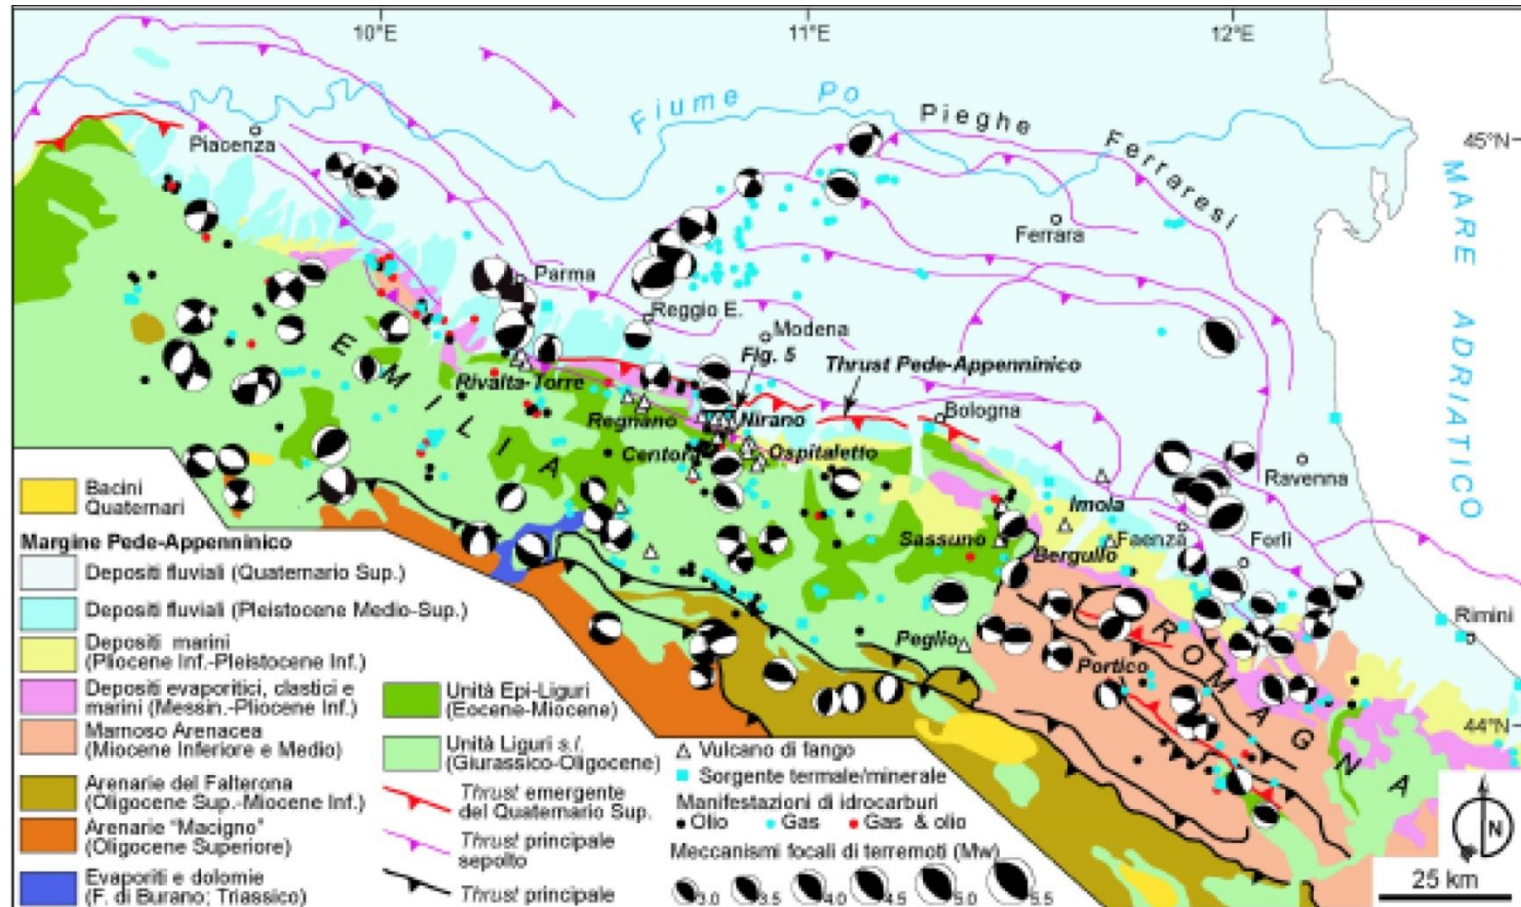 10°E
11°E
12°E
45°N
44°N
Fiume Po
Pieghe Ferraresi
MARE ADRIATICO
Piacenza
Parma
Reggio E.
Modena
Ferrara
Fig. 5
Thrust Pede-Appenninico
Bologna
Rivalta-Torre
Regnano
Nirano
Centora
Ospitaletto
EMILIA
Imola
Ravenna
Sassuno
Bergullo
Faenza
Forlì
Rimini
Peglio
Portico
ROMAGNA
Bacini
Quaternari
Margine Pede-Appenninico
Depositi fluviali (Quaternario Sup.)
Depositi fluviali (Pleistocene Medio-Sup.)
Depositi marini
(Pliocene Inf.-Pleistocene Inf.)
Depositi evaporitici, clastici e
marini (Messin.-Pliocene Inf.)
Marnoso Arenacea
(Miocene Inferiore e Medio)
Arenarie del Falterona
(Oligocene Sup.-Miocene Inf.)
Arenarie "Macigno"
(Oligocene Superiore)
Evaporiti e dolomie
(F. di Burano; Triassico)
Unità Epi-Liguri
(Eocene-Miocene)
Unità Liguri s.l.
(Giurassico-Oligocene)
Thrust emergente
del Quaternario Sup.
Thrust principale
sepolto
Thrust principale
Vulcano di fango
Sorgente termale/minerale
Manifestazioni di idrocarburi
Olio Gas Gas & olio
Meccanismi focali di terremoti (Mw)
3.0 3.5 4.0 4.5 5.0 5.5
N
25 km